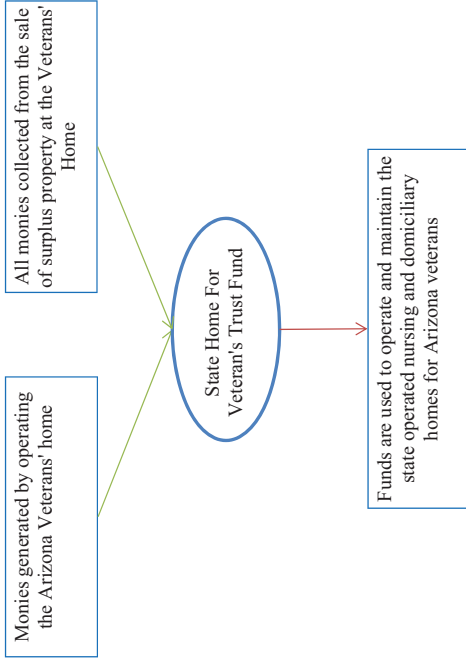 Monies generated by operating
the Arizona Veterans' home
All monies collected from the sale
of surplus property at the Veterans'
Home
State Home For
Veteran's Trust Fund
Funds are used to operate and maintain the
state operated nursing and domiciliary
homes for Arizona veterans